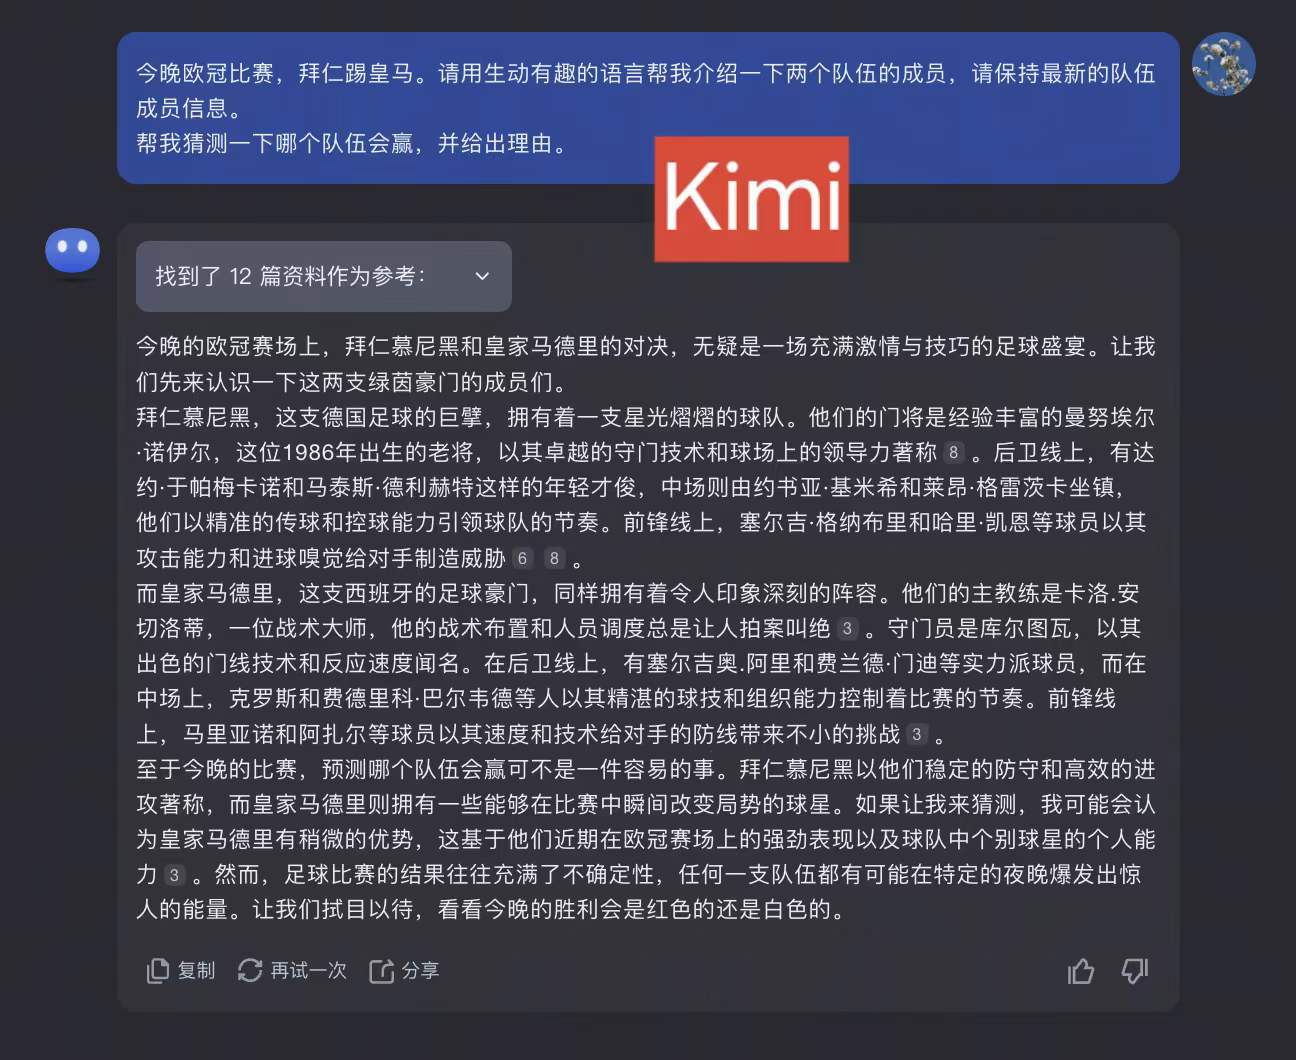 今晚欧冠比赛，拜仁踢皇马。请用生动有趣的语言帮我介绍一下两个队伍的成员，请保持最新的队伍
成员信息。
帮我猜测一下哪个队伍会赢，并给出理由。
Kimi
找到了 12 篇资料作为参考：
今晚的欧冠赛场上，拜仁慕尼黑和皇家马德里的对决，无疑是一场充满激情与技巧的足球盛宴。让我
们先来认识一下这两支绿茵豪门的成员们。
拜仁慕尼黑，这支德国足球的巨擘，拥有着一支星光熠熠的球队。他们的门将是经验丰富的曼努埃尔
·诺伊尔，这位1986年出生的老将，以其卓越的守门技术和球场上的领导力著称 8 。后卫线上，有达
约·于帕梅卡诺和马泰斯·德利赫特这样的年轻才俊，中场则由约书亚·基米希和莱昂·格雷茨卡坐镇，
他们以精准的传球和控球能力引领球队的节奏。前锋线上，塞尔吉·格纳布里和哈里·凯恩等球员以其
攻击能力和进球嗅觉给对手制造威胁 6 8 。
而皇家马德里，这支西班牙的足球豪门，同样拥有着令人印象深刻的阵容。他们的主教练是卡洛.安
切洛蒂，一位战术大师，他的战术布置和人员调度总是让人拍案叫绝 3 。守门员是库尔图瓦，以其
出色的门线技术和反应速度闻名。在后卫线上，有塞尔吉奥.阿里和费兰德·门迪等实力派球员，而在
中场上，克罗斯和费德里科·巴尔韦德等人以其精湛的球技和组织能力控制着比赛的节奏。前锋线
上，马里亚诺和阿扎尔等球员以其速度和技术给对手的防线带来不小的挑战 3 。
至于今晚的比赛，预测哪个队伍会赢可不是一件容易的事。拜仁慕尼黑以他们稳定的防守和高效的进
攻著称，而皇家马德里则拥有一些能够在比赛中瞬间改变局势的球星。如果让我来猜测，我可能会认
为皇家马德里有稍微的优势，这基于他们近期在欧冠赛场上的强劲表现以及球队中个别球星的个人能
力 3 。然而，足球比赛的结果往往充满了不确定性，任何一支队伍都有可能在特定的夜晚爆发出惊
人的能量。让我们拭目以待，看看今晚的胜利会是红色的还是白色的。
复制 再试一次 分享